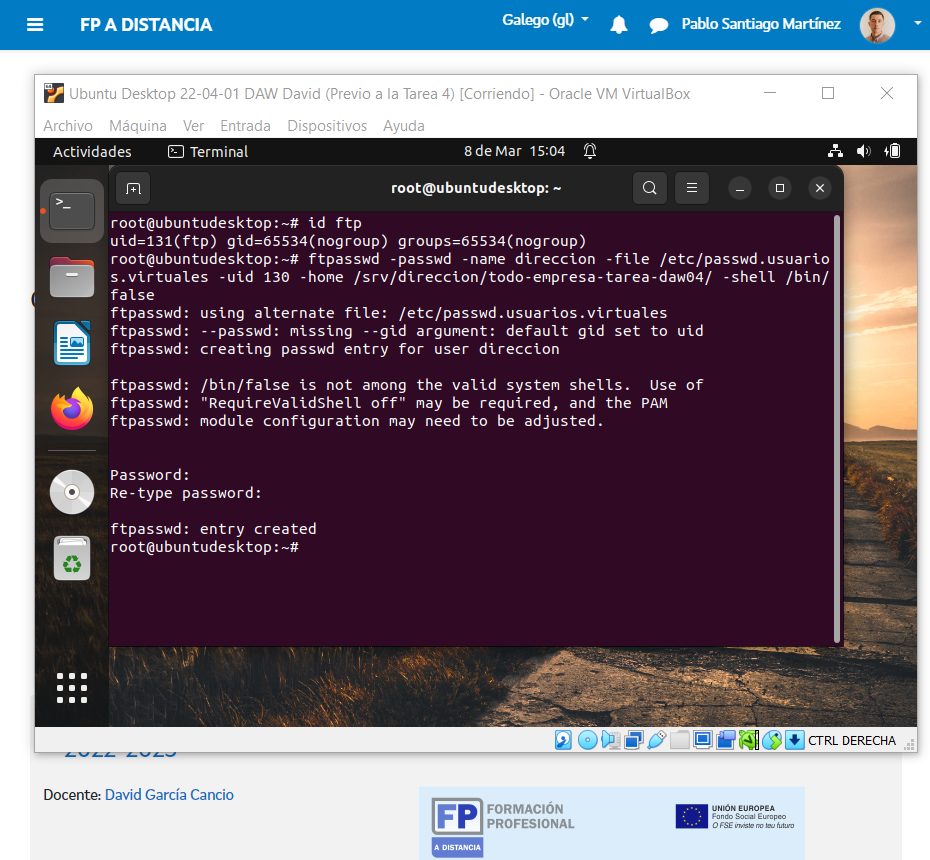 FP A DISTANCIA
Galego (gl)
Pablo Santiago Martínez
Ubuntu Desktop 22-04-01 DAW David (Previo a la Tarea 4) [Corriendo] - Oracle VM VirtualBox
Archivo Máquina Ver Entrada Dispositivos Ayuda
Actividades
Terminal
8 de Mar 15:04
root@ubuntudesktop: ~
root@ubuntudesktop:~# id ftp
uid=131(ftp) gid=65534(nogroup) groups=65534(nogroup)
root@ubuntudesktop:~# ftpasswd -passwd -name direccion -file /etc/passwd.usuario
s.virtuales -uid 130 -home /srv/direccion/todo-empresa-tarea-daw04/ -shell /bin/
false
ftpasswd: using alternate file: /etc/passwd.usuarios.virtuales
ftpasswd: --passwd: missing --gid argument: default gid set to uid
ftpasswd: creating passwd entry for user direccion
ftpasswd: /bin/false is not among the valid system shells.  Use of
ftpasswd: "RequireValidShell off" may be required, and the PAM
ftpasswd: module configuration may need to be adjusted.
Password:
Re-type password:
ftpasswd: entry created
root@ubuntudesktop:~#
CTRL DERECHA
2022-2023
Docente: David García Cancio
FP
A DISTANCIA
FORMACIÓN
PROFESIONAL
UNIÓN EUROPEA
Fondo Social Europeo
O FSE inviste no teu futuro